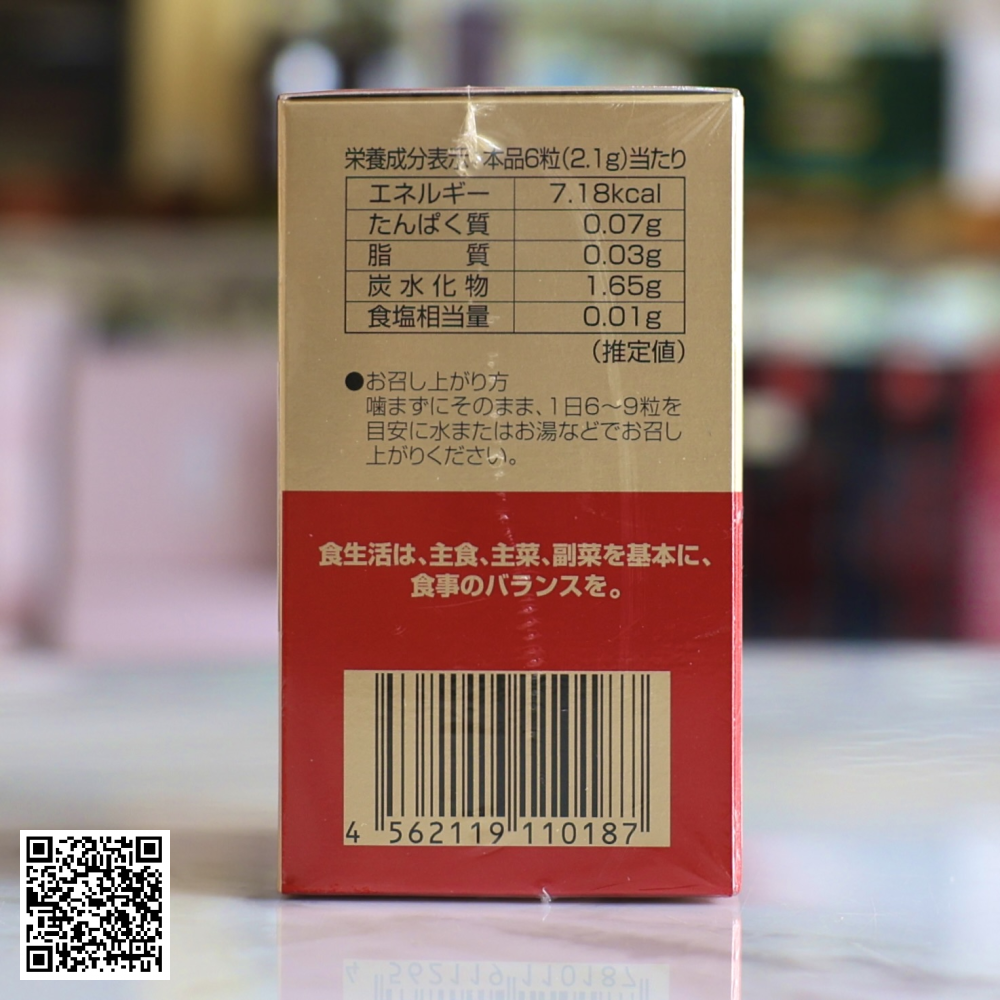 栄養成分表示 本品6粒(2.1g)当たり
エネルギー 7.18kcal
たんぱく質 0.07g
脂質 0.03g
炭水化物 1.65g
食塩相当量 0.01g
(推定値)
●お召し上がり方
噛まずにそのまま、1日6〜9粒を
目安に水またはお湯などでお召し
上がりください。
食生活は、主食、主菜、副菜を基本に、
食事のバランスを。
4 562119 110187